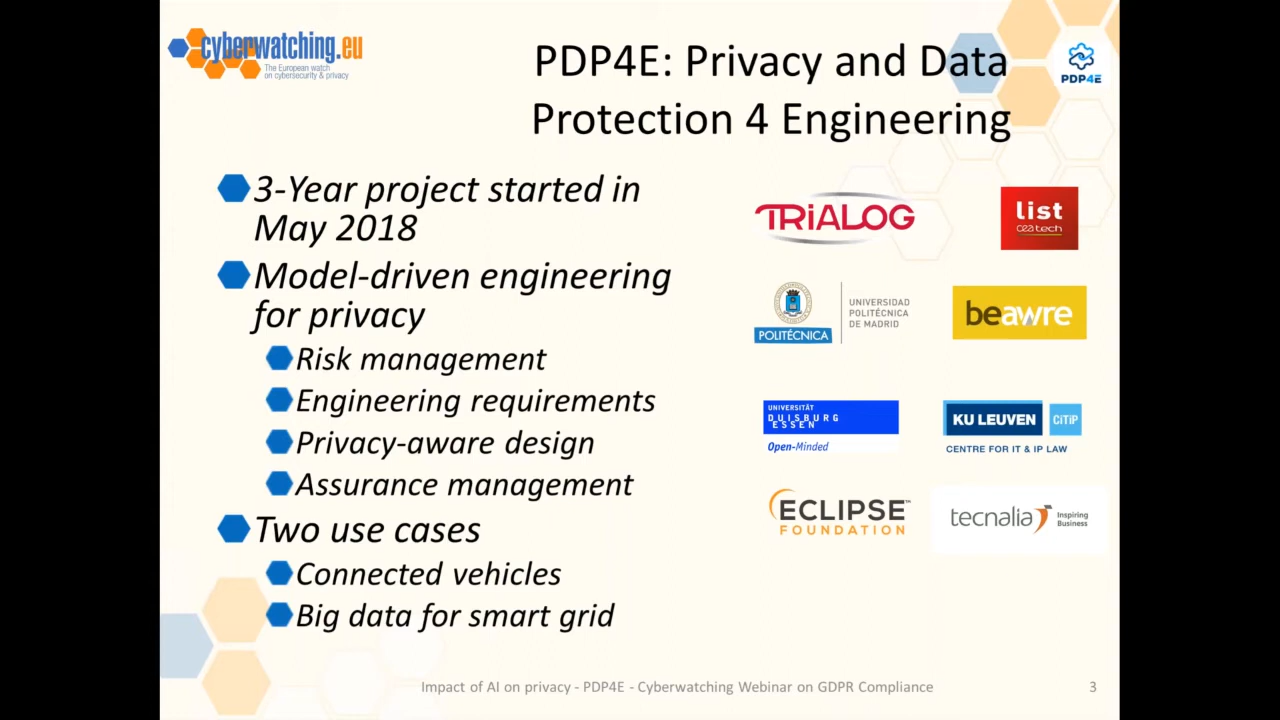 cyberwatching.eu
The European watch
on cybersecurity & privacy
PDP4E: Privacy and Data
Protection 4 Engineering
PDP4E
3-Year project started in
May 2018
Model-driven engineering
for privacy
Risk management
Engineering requirements
Privacy-aware design
Assurance management
Two use cases
Connected vehicles
Big data for smart grid
TRiALOG
list
cea tech
POLITÉCNICA
UNIVERSIDAD
POLITÉCNICA
DE MADRID
beawre
UNIVERSITÄT
DUISBURG
ESSEN
Open-Minded
KU LEUVEN CiTiP
CENTRE FOR IT & IP LAW
ECLIPSE™
FOUNDATION
tecnalia Inspiring
Business
Impact of AI on privacy - PDP4E - Cyberwatching Webinar on GDPR Compliance
3